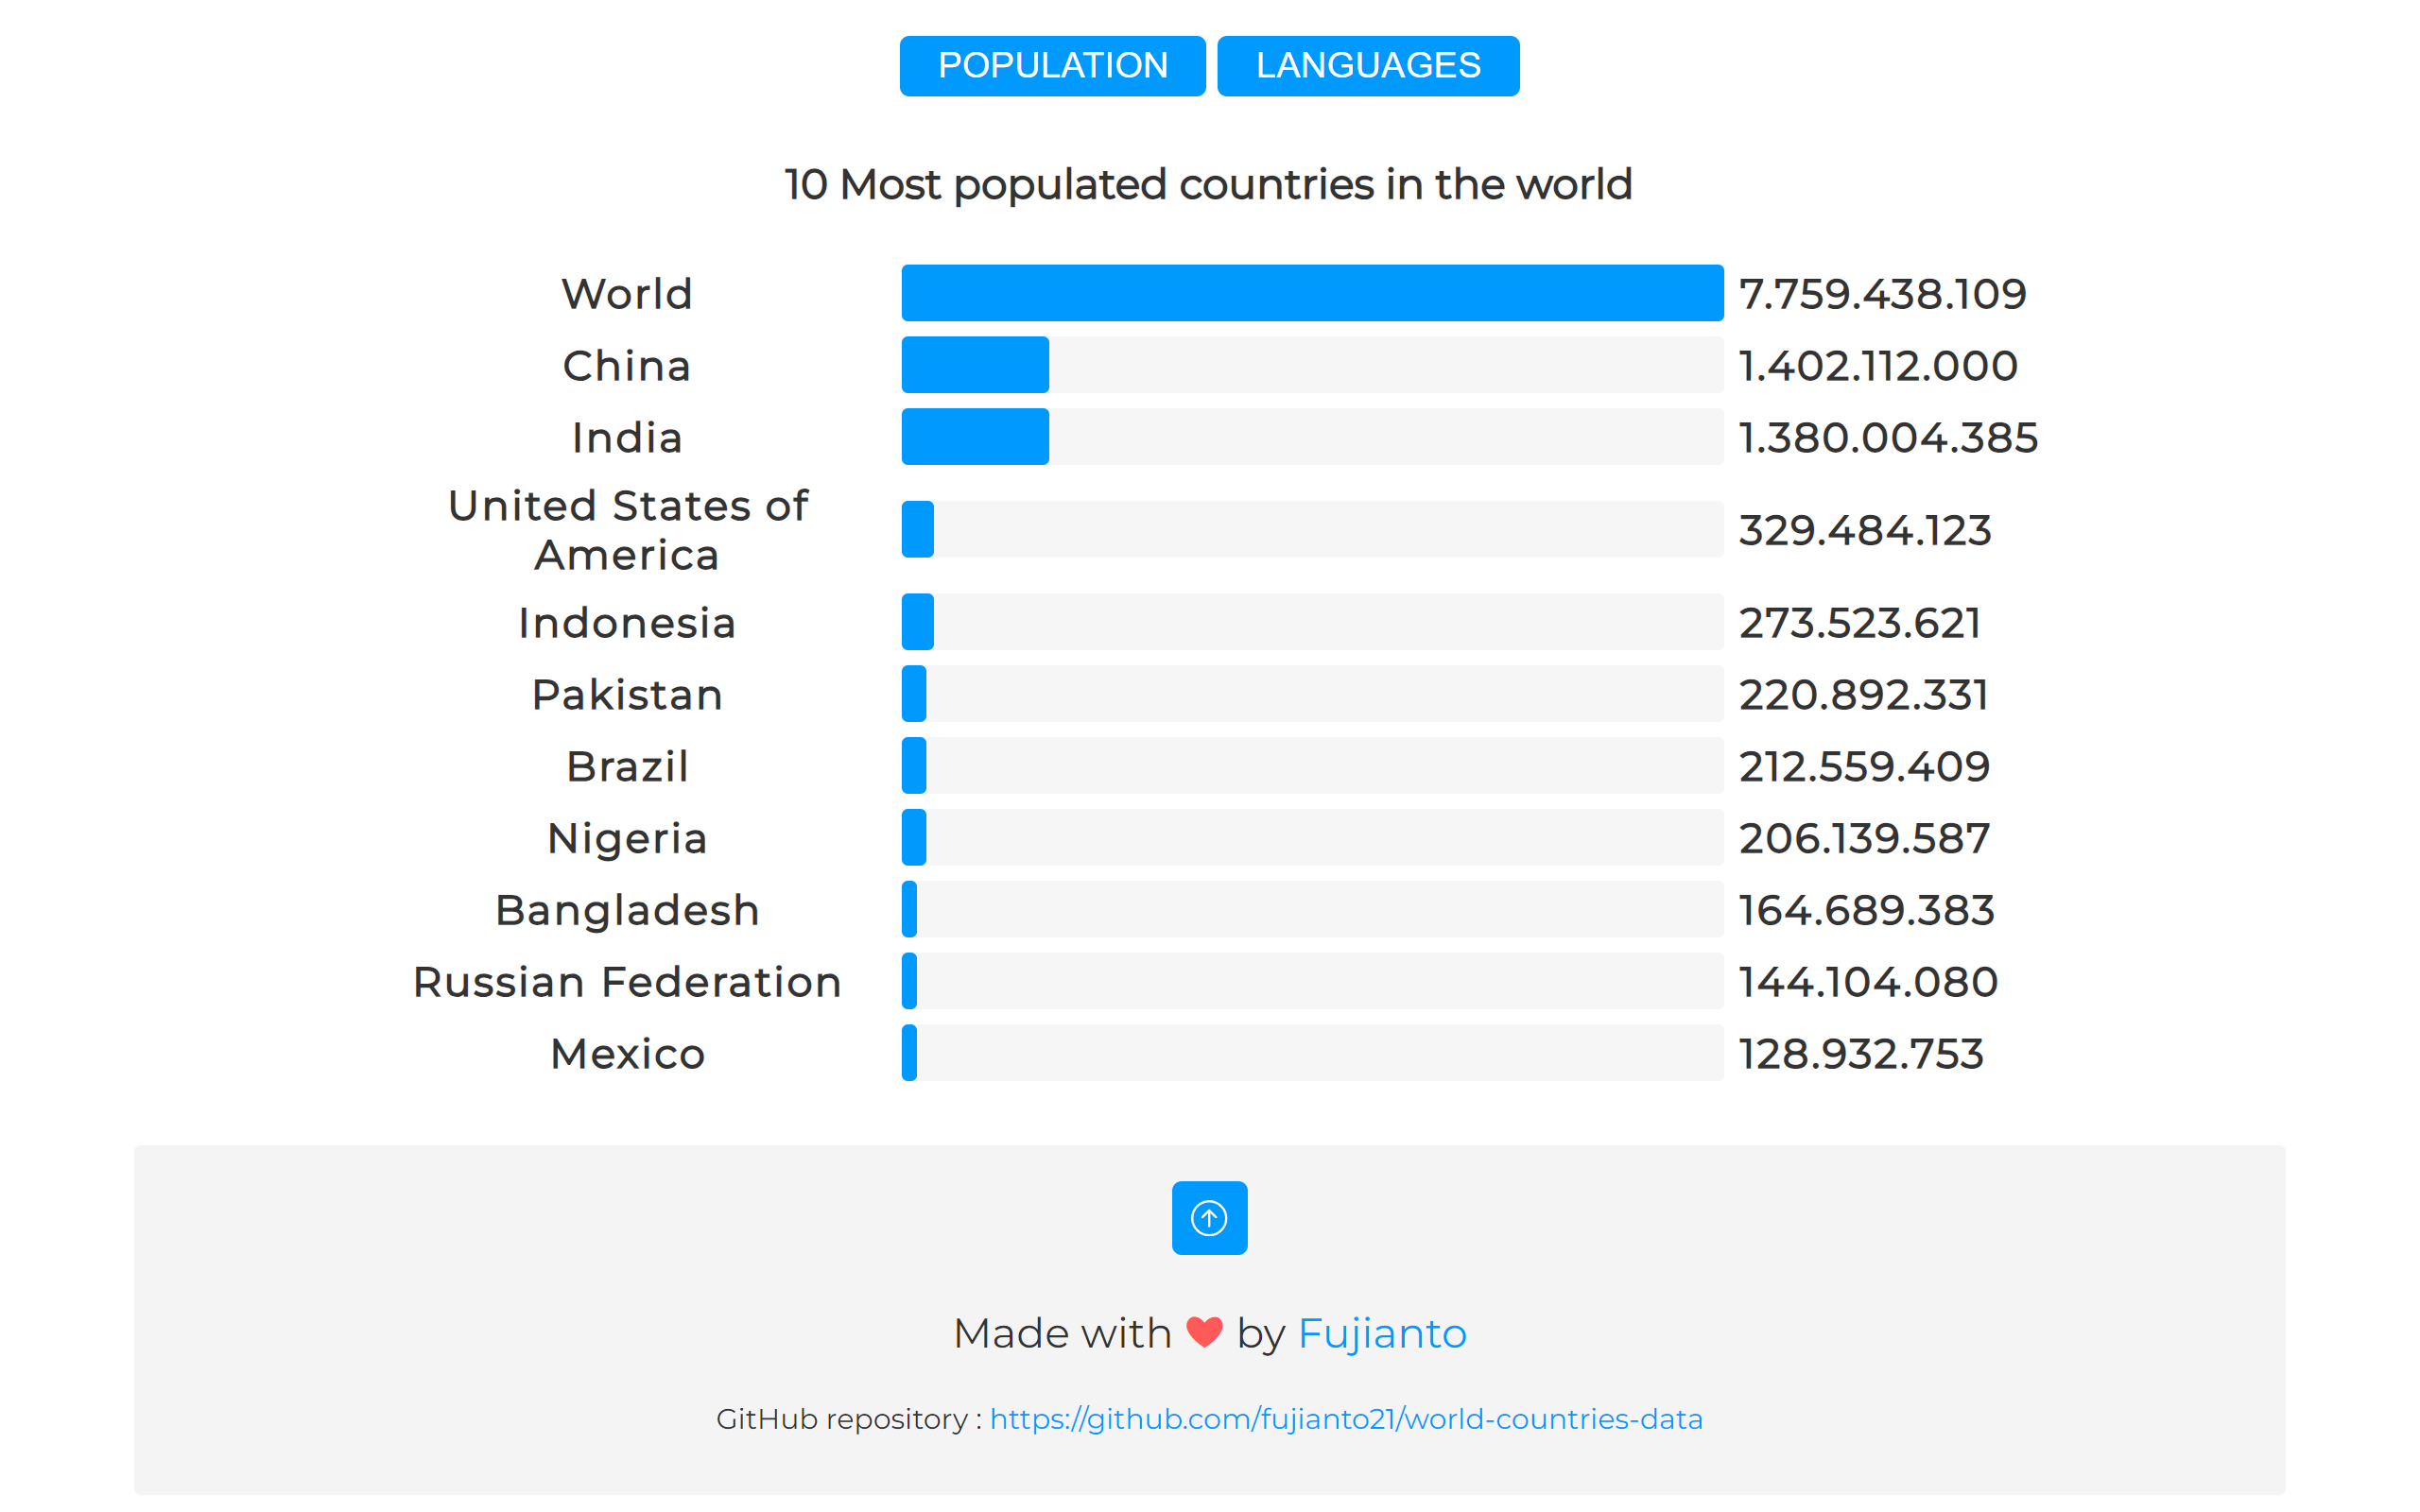 POPULATION LANGUAGES
10 Most populated countries in the world
World 7.759.438.109
China 1.402.112.000
India 1.380.004.385
United States of
America 329.484.123
Indonesia 273.523.621
Pakistan 220.892.331
Brazil 212.559.409
Nigeria 206.139.587
Bangladesh 164.689.383
Russian Federation 144.104.080
Mexico 128.932.753
Made with ❤ by Fujianto
GitHub repository : https://github.com/fujianto21/world-countries-data